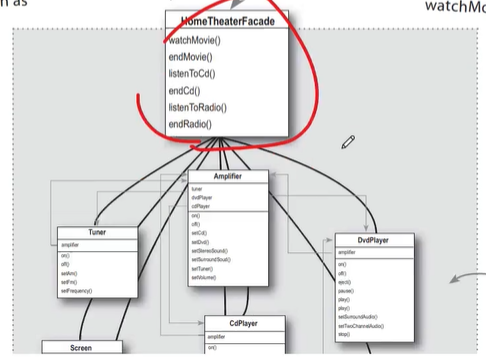 watchMo
HomeTheaterFacade
watchMovie()
endMovie()
listenToCd()
endCd()
listenToRadio()
endRadio()
Amplifier
tuner
dvdPlayer
cdPlayer
on()
off()
setCd()
setDvd()
setStereoSound()
setSurroundSoud()
setTuner()
setVolume()
Tuner
amplifier
on()
off()
setAm()
setFm()
setFrequency()
DvdPlayer
amplifier
on()
off()
eject()
pause()
play()
play()
setSurroundAudio()
setTwoChannelAudio()
stop()
CdPlayer
amplifier
on()
Screen